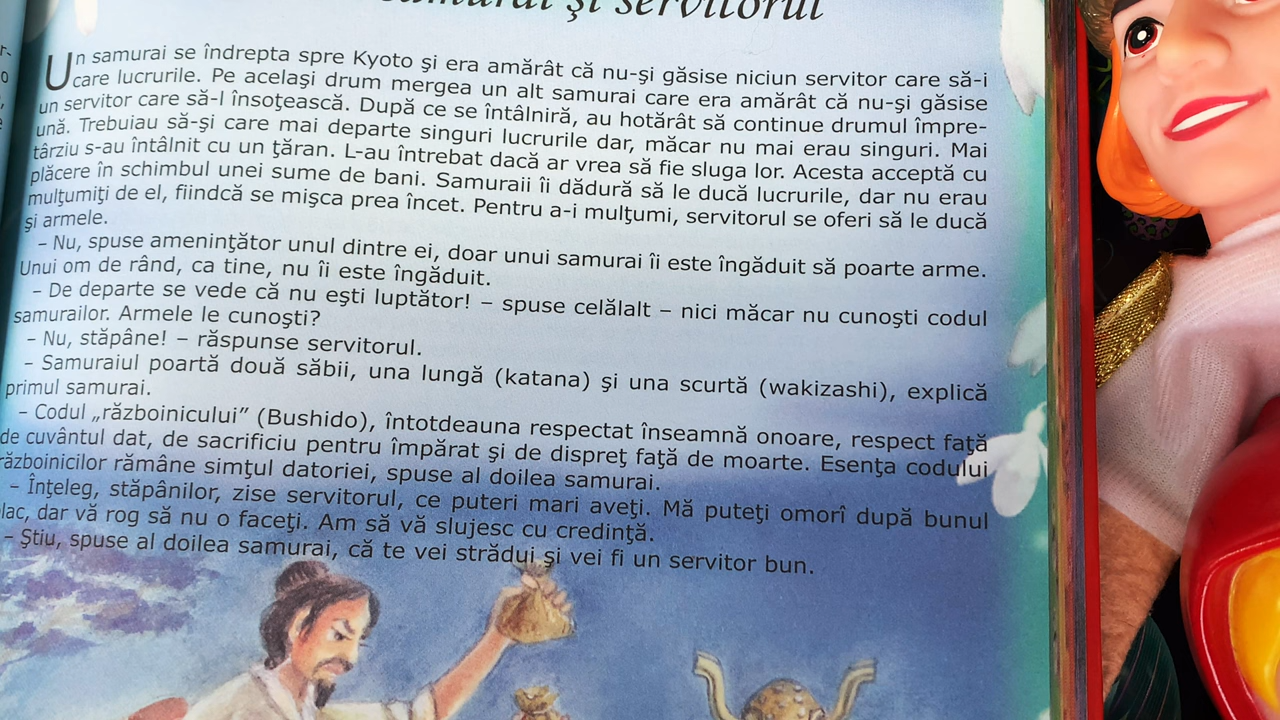 samurai şi servitorul
Un samurai se îndrepta spre Kyoto şi era amărât că nu-şi găsise niciun servitor care să-i
care lucrurile. Pe acelaşi drum mergea un alt samurai care era amărât că nu-şi găsise
un servitor care să-l însoţească. După ce se întâlniră, au hotărât să continue drumul împre-
ună. Trebuiau să-şi care mai departe singuri lucrurile dar, măcar nu mai erau singuri. Mai
târziu s-au întâlnit cu un ţăran. L-au întrebat dacă ar vrea să fie sluga lor. Acesta acceptă cu
plăcere în schimbul unei sume de bani. Samuraii îi dădură să le ducă lucrurile, dar nu erau
mulţumiţi de el, fiindcă se mişca prea încet. Pentru a-i mulţumi, servitorul se oferi să le ducă
şi armele.
– Nu, spuse ameninţător unul dintre ei, doar unui samurai îi este îngăduit să poarte arme.
Unui om de rând, ca tine, nu îi este îngăduit.
– De departe se vede că nu eşti luptător! – spuse celălalt – nici măcar nu cunoşti codul
samurailor. Armele le cunoşti?
– Nu, stăpâne! – răspunse servitorul.
– Samuraiul poartă două săbii, una lungă (katana) şi una scurtă (wakizashi), explică
primul samurai.
– Codul „războinicului” (Bushido), întotdeauna respectat înseamnă onoare, respect faţă
de cuvântul dat, de sacrificiu pentru împărat şi de dispreţ faţă de moarte. Esenţa codului
războinicilor rămâne simţul datoriei, spuse al doilea samurai.
– Înţeleg, stăpânilor, zise servitorul, ce puteri mari aveţi. Mă puteţi omorî după bunul
lac, dar vă rog să nu o faceţi. Am să vă slujesc cu credinţă.
– Ştiu, spuse al doilea samurai, că te vei strădui şi vei fi un servitor bun.